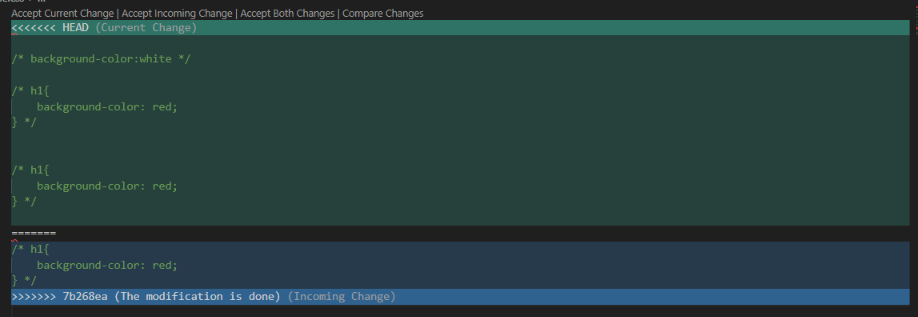 Accept Current Change | Accept Incoming Change | Accept Both Changes | Compare Changes
<<<<<<< HEAD (Current Change)
/* background-color:white */
/* h1{
    background-color: red;
} */
/* h1{
    background-color: red;
} */
=======
/* h1{
    background-color: red;
} */
>>>>>>> 7b268ea (The modification is done) (Incoming Change)